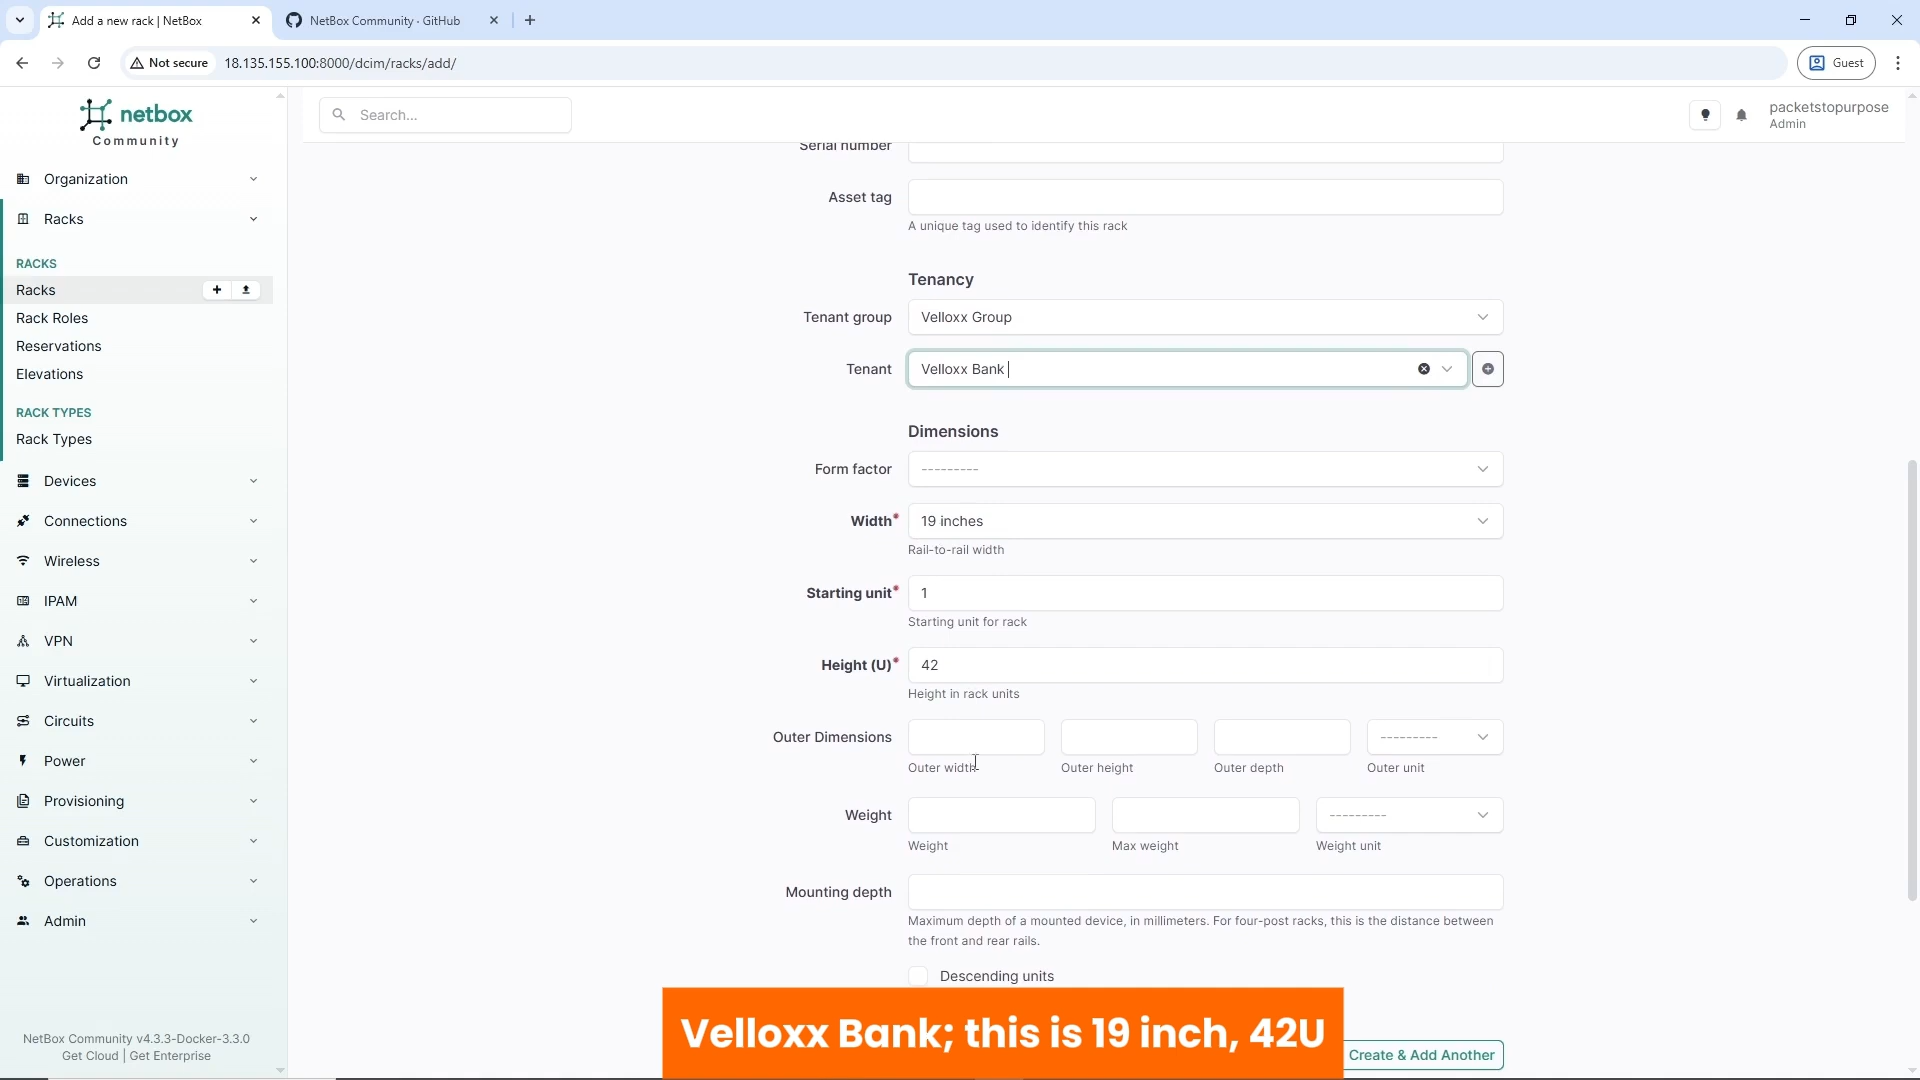 Add a new rack | NetBox
NetBox Community · GitHub
Not secure
18.135.155.100:8000/dcim/racks/add/
Guest
netbox
Community
Search...
packetstopurpose
Admin
Organization
Racks
RACKS
Racks
Rack Roles
Reservations
Elevations
RACK TYPES
Rack Types
Devices
Connections
Wireless
IPAM
VPN
Virtualization
Circuits
Power
Provisioning
Customization
Operations
Admin
NetBox Community v4.3.3-Docker-3.3.0
Get Cloud | Get Enterprise
Serial number
Asset tag
A unique tag used to identify this rack
Tenancy
Tenant group Velloxx Group
Tenant Velloxx Bank
Dimensions
Form factor ---------
Width* 19 inches
Rail-to-rail width
Starting unit* 1
Starting unit for rack
Height (U)* 42
Height in rack units
Outer Dimensions ---------
Outer width Outer height Outer depth Outer unit
Weight ---------
Weight Max weight Weight unit
Mounting depth
Maximum depth of a mounted device, in millimeters. For four-post racks, this is the distance between
the front and rear rails.
Descending units
Velloxx Bank; this is 19 inch, 42U
Create & Add Another